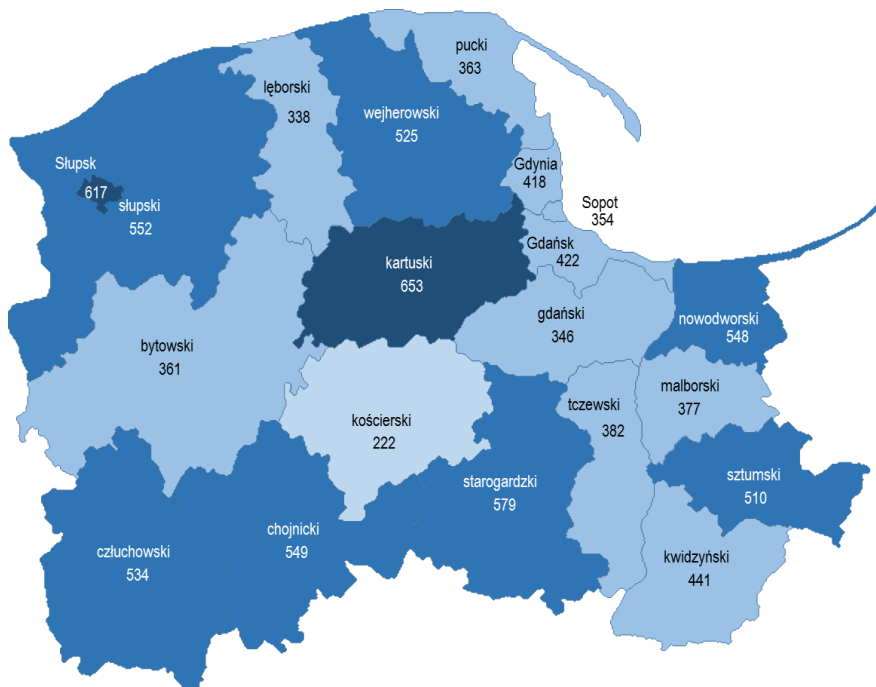 pucki
363
lęborski
338
wejherowski
525
Słupsk
617
słupski
552
Gdynia
418
Sopot
354
Gdańsk
422
kartuski
653
gdański
346
nowodworski
548
bytowski
361
malborski
377
tczewski
382
kościerski
222
starogardzki
579
sztumski
510
chojnicki
549
człuchowski
534
kwidzyński
441